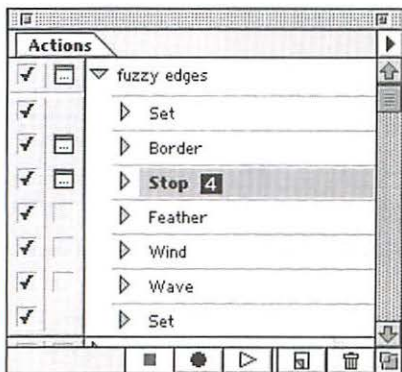 Actions
fuzzy edges
Set
Border
Stop 4
Feather
Wind
Wave
Set